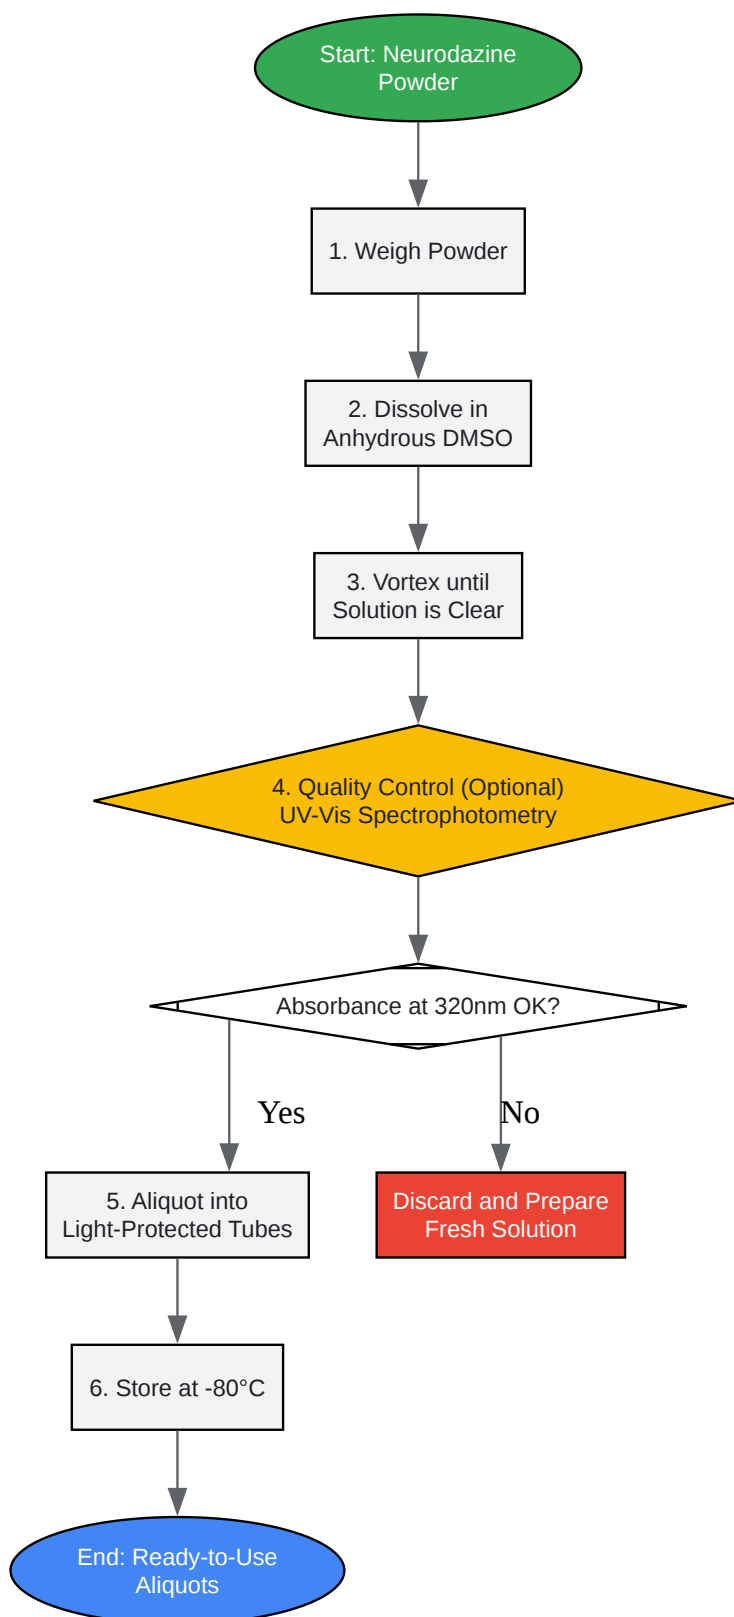 Start: Neurodazine
Powder
1. Weigh Powder
2. Dissolve in
Anhydrous DMSO
3. Vortex until
Solution is Clear
4. Quality Control (Optional)
UV-Vis Spectrophotometry
Absorbance at 320nm OK?
Yes
No
5. Aliquot into
Light-Protected Tubes
Discard and Prepare
Fresh Solution
6. Store at -80°C
End: Ready-to-Use
Aliquots